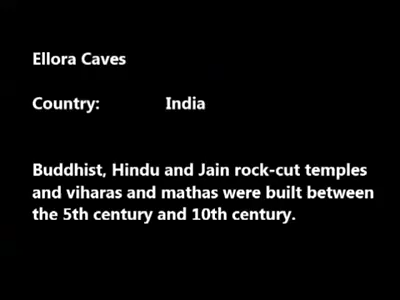 Ellora Caves
Country: India
Buddhist, Hindu and Jain rock-cut temples
and viharas and mathas were built between
the 5th century and 10th century.